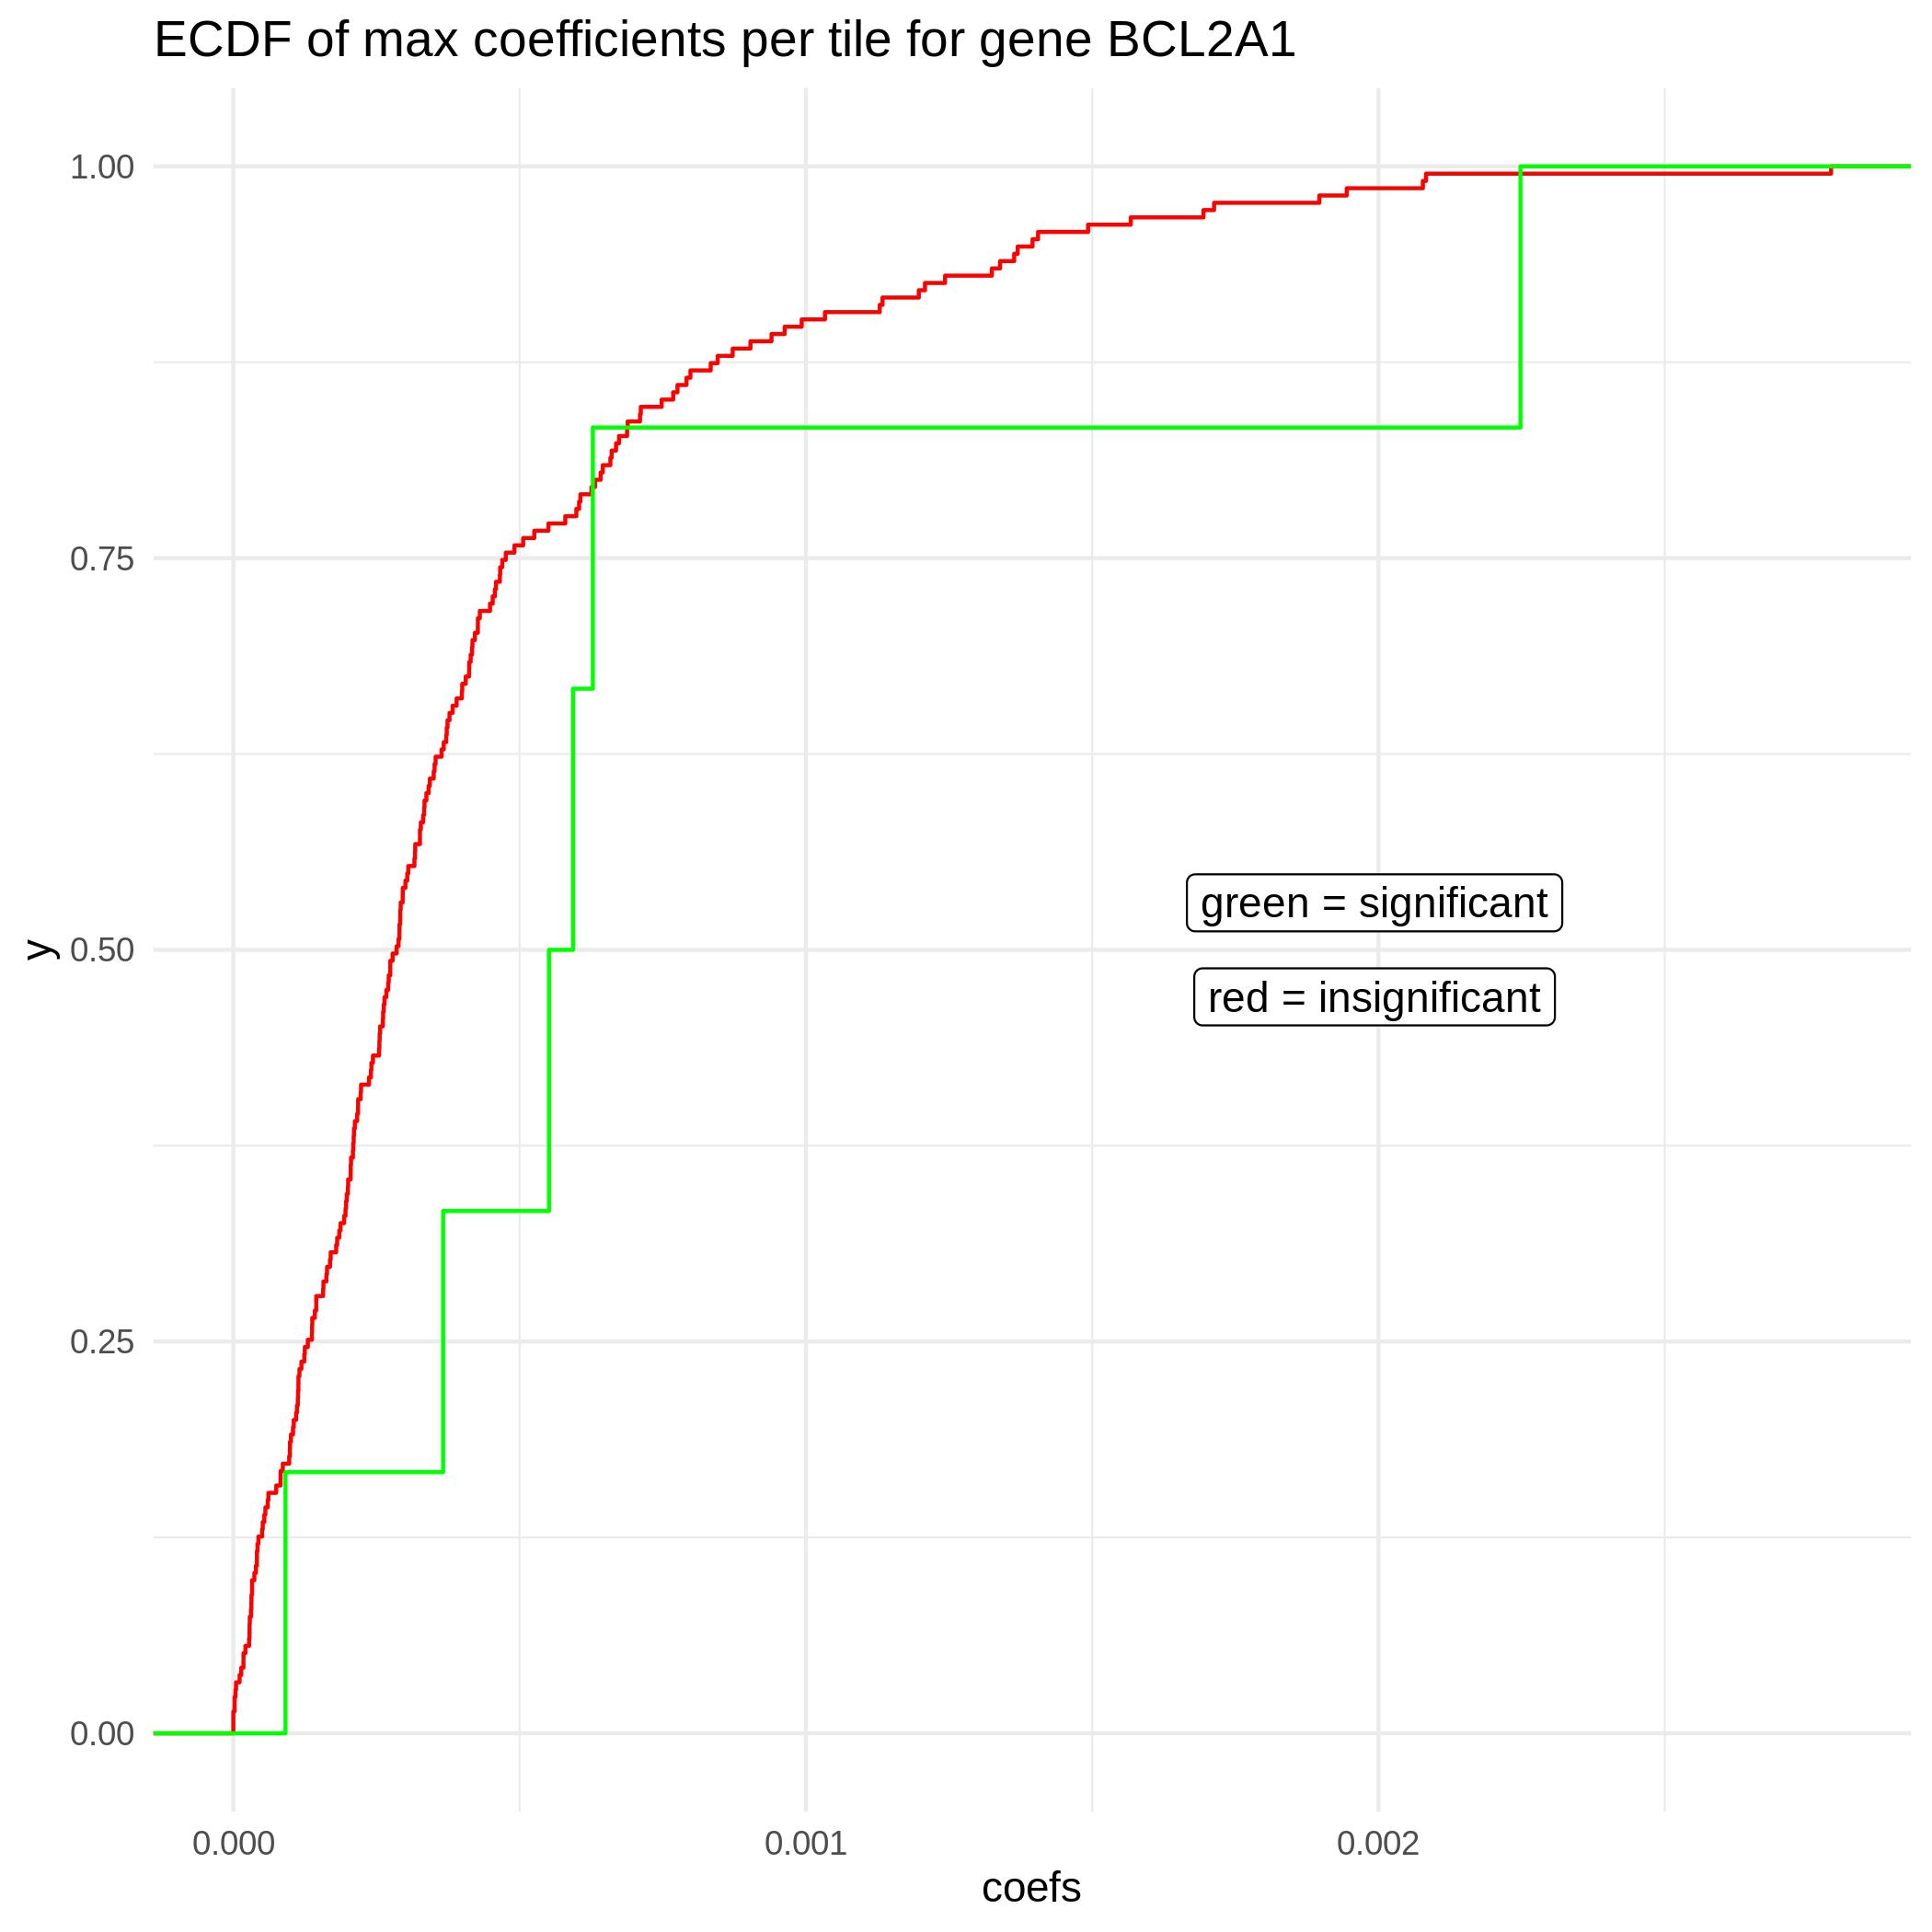 ECDF of max coefficients per tile for gene BCL2A1
1.00
0.75
0.50
0.25
0.00
y
green = significant
red = insignificant
0.000 0.001 0.002
coefs